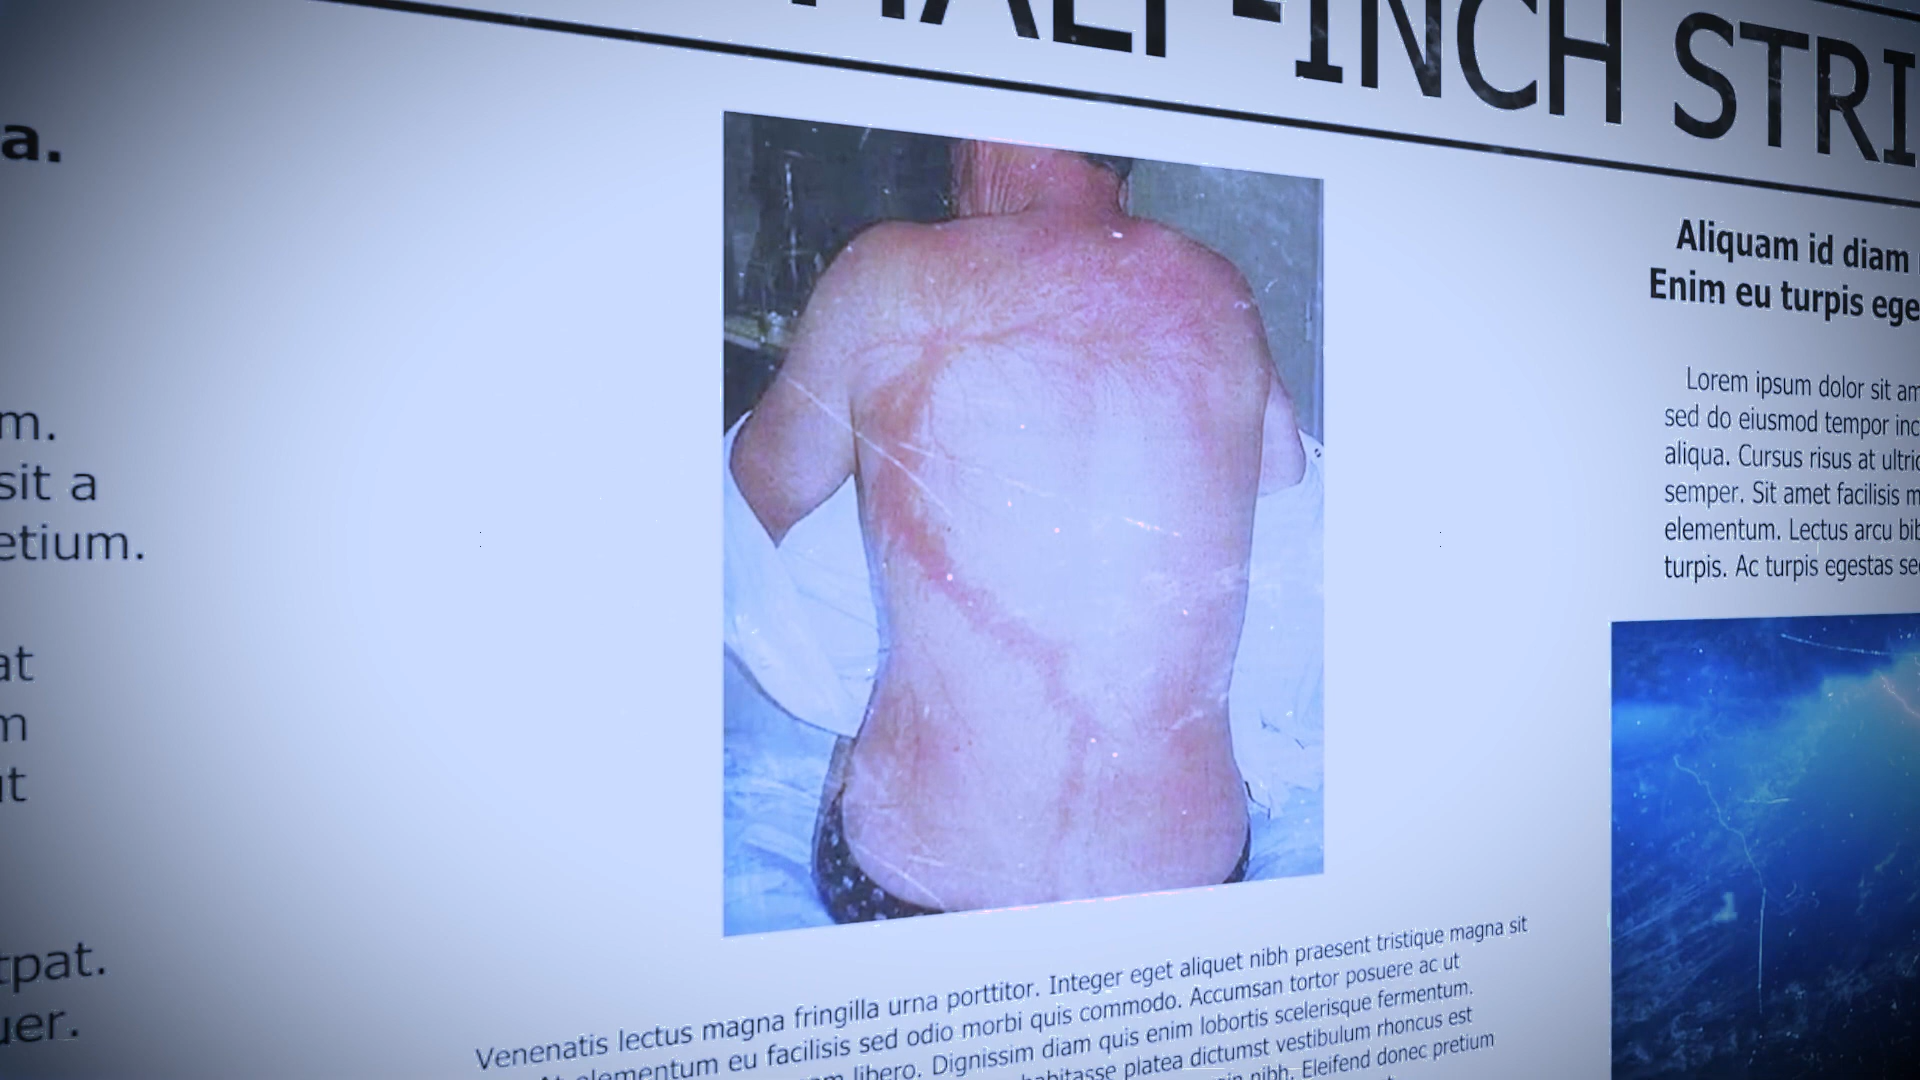 HALF-INCH STRI
a.
m.
sit a
etium.
at
m
ut
tpat.
uer.
Venenatis lectus magna fringilla urna porttitor. Integer eget aliquet nibh praesent tristique magna sit
elementum eu facilisis sed odio morbi quis commodo. Accumsan tortor posuere ac ut
libero. Dignissim diam quis enim lobortis scelerisque fermentum.
habitasse platea dictumst vestibulum rhoncus est
nibh. Eleifend donec pretium
Aliquam id diam
Enim eu turpis ege
Lorem ipsum dolor sit am
sed do eiusmod tempor inc
aliqua. Cursus risus at ultric
semper. Sit amet facilisis m
elementum. Lectus arcu bib
turpis. Ac turpis egestas se